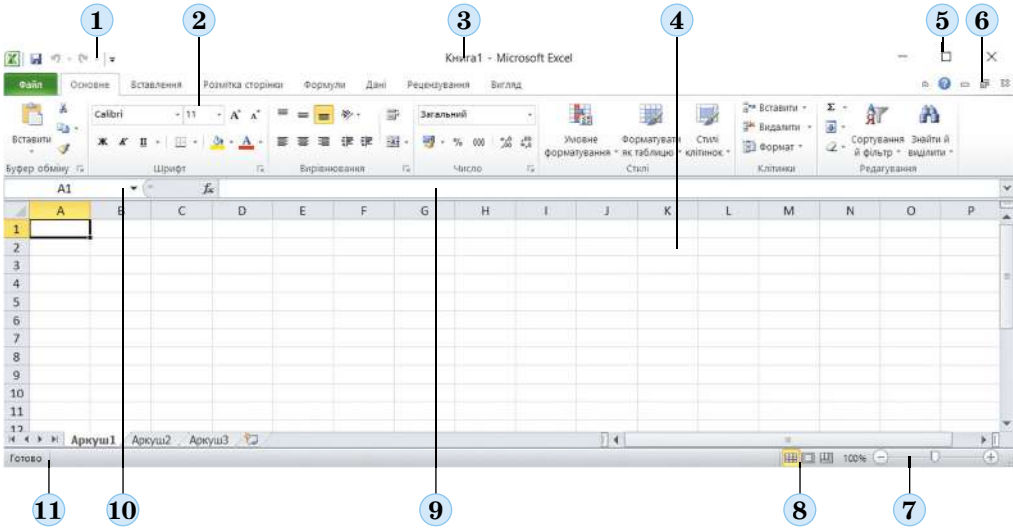 1 2 3 4 5 6
Книга1 - Microsoft Excel
Файл Основне Вставлення Розмітка сторінки Формули Дані Рецензування Вигляд
Calibri 11 A A Загальний Вставити Σ
Вставити Умовне Форматувати Стилі Видалити Сортування Знайти й
Ж К П A % 000 форматування як таблицю клітинок Формат й фільтр виділити
Буфер обміну Шрифт Вирівнювання Число Стилі Клітинки Редагування
A1 fx
A B C D E F G H I J K L M N O P
1
2
3
4
5
6
7
8
9
10
11
12
Аркуш1 Аркуш2 Аркуш3
Готово 100%
11 10 9 8 7